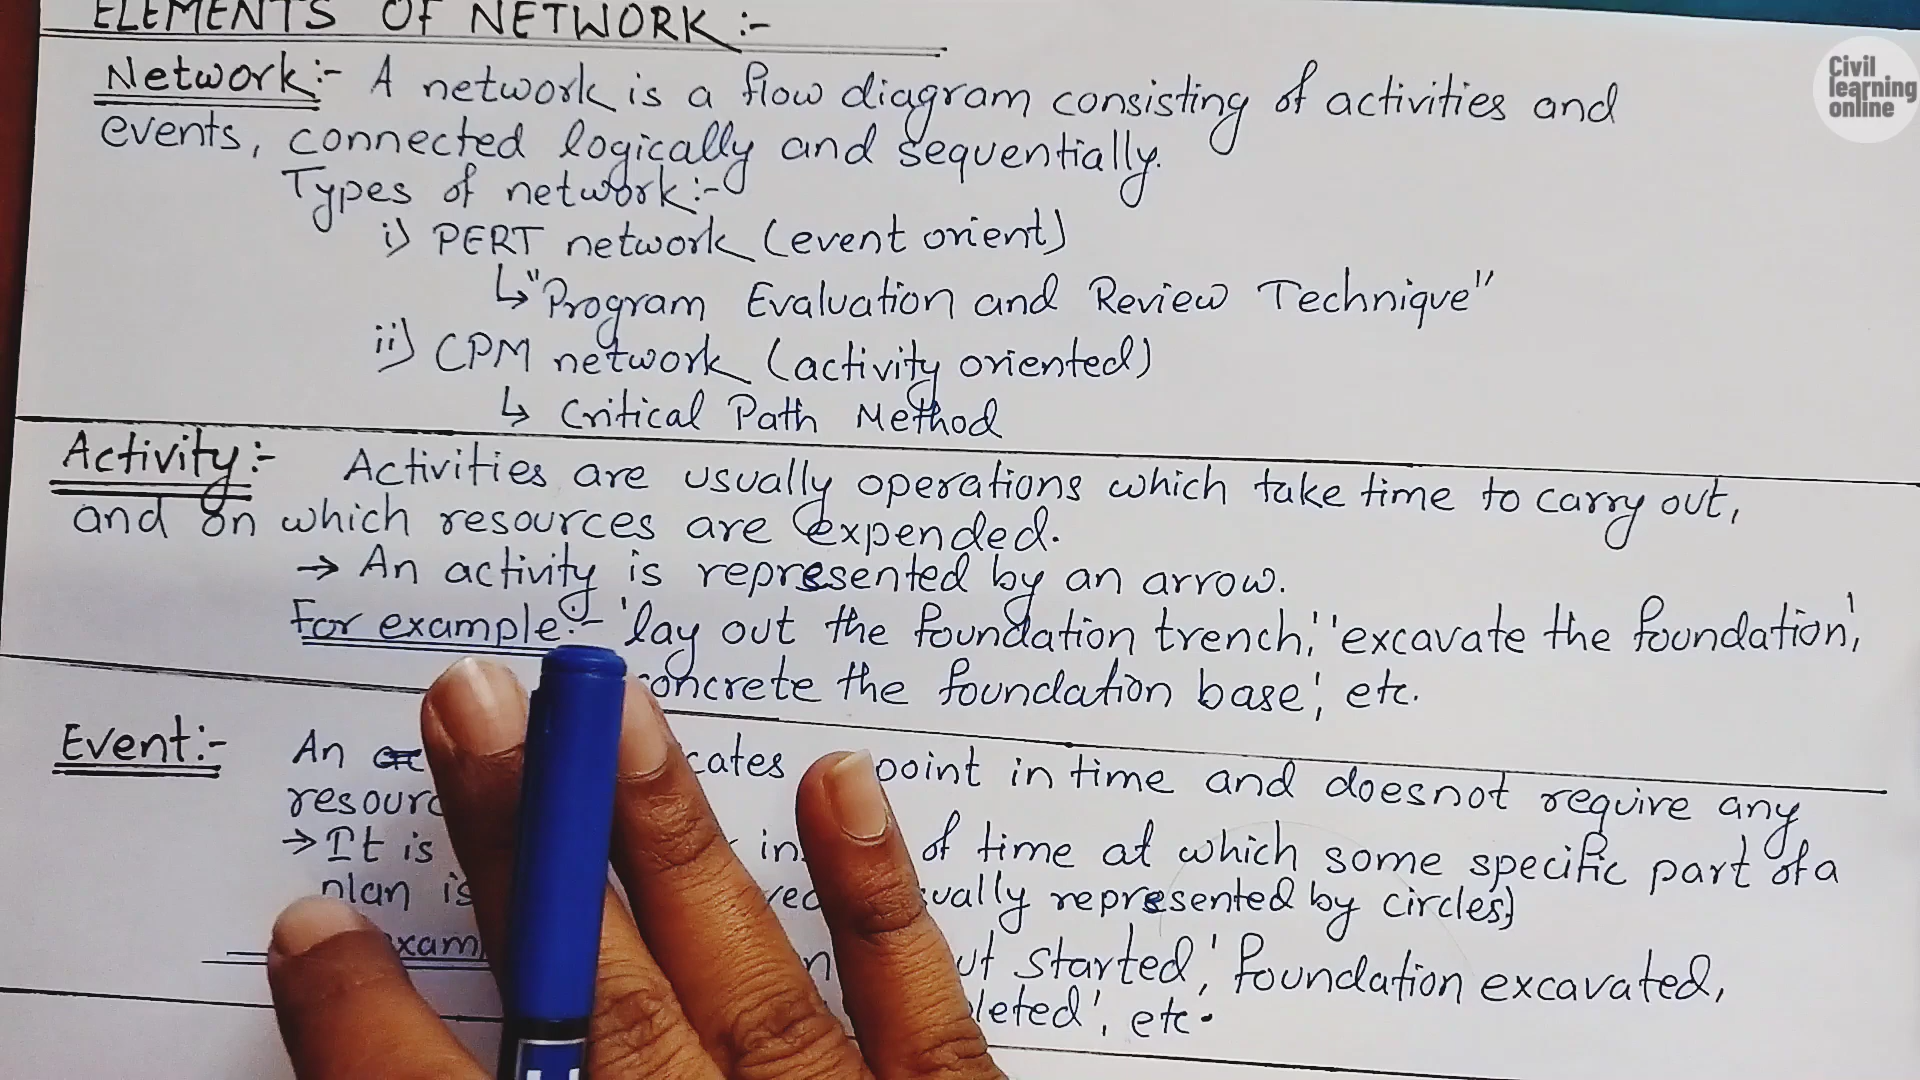 ELEMENTS OF NETWORK :-
Civil
learning
online
Network:- A network is a flow diagram consisting of activities and
events, connected logically and sequentially.
Types of network:-
i) PERT network (event orient)
↳ "Program Evaluation and Review Technique"
ii) CPM network (activity oriented)
↳ Critical Path Method
Activity:- Activities are usually operations which take time to carry out,
and on which resources are expended.
→ An activity is represented by an arrow.
For example:- 'lay out the foundation trench', 'excavate the foundation',
concrete the foundation base', etc.
Event:- An point in time and doesnot require any
→ It is of time at which some specific part of a
plan is represented by circles)
started', foundation excavated,
etc.